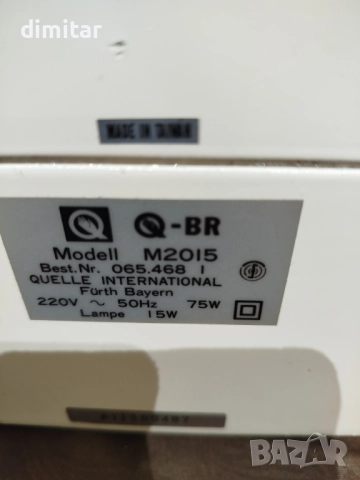 dimitar
MADE IN TAIWAN
Q Q-BR
Modell M2015
Best.Nr. 065.468 1
QUELLE INTERNATIONAL
Fürth Bayern
220V ~ 50Hz 75W
Lampe 15W
BAZAR